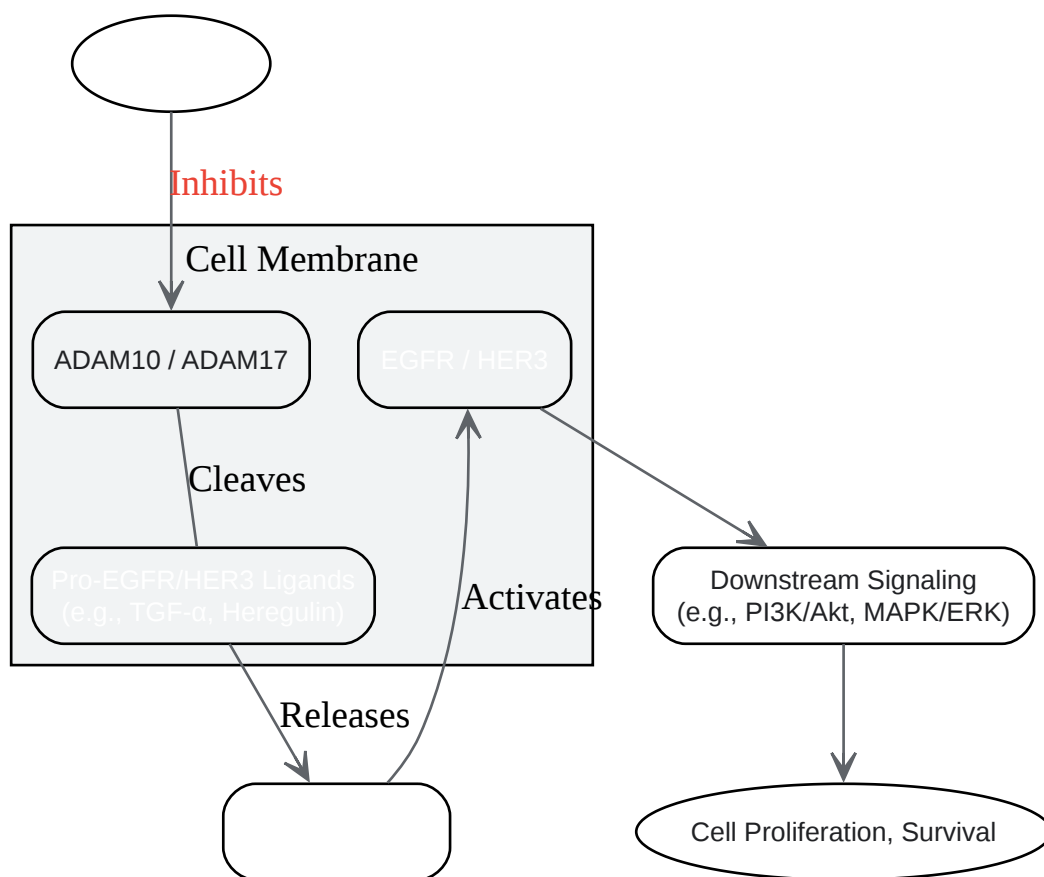 Inhibits
Cell Membrane
ADAM10 / ADAM17
EGFR / HER3
Cleaves
Pro-EGFR/HER3 Ligands
(e.g., TGF-α, Heregulin)
Activates
Downstream Signaling
(e.g., PI3K/Akt, MAPK/ERK)
Releases
Cell Proliferation, Survival